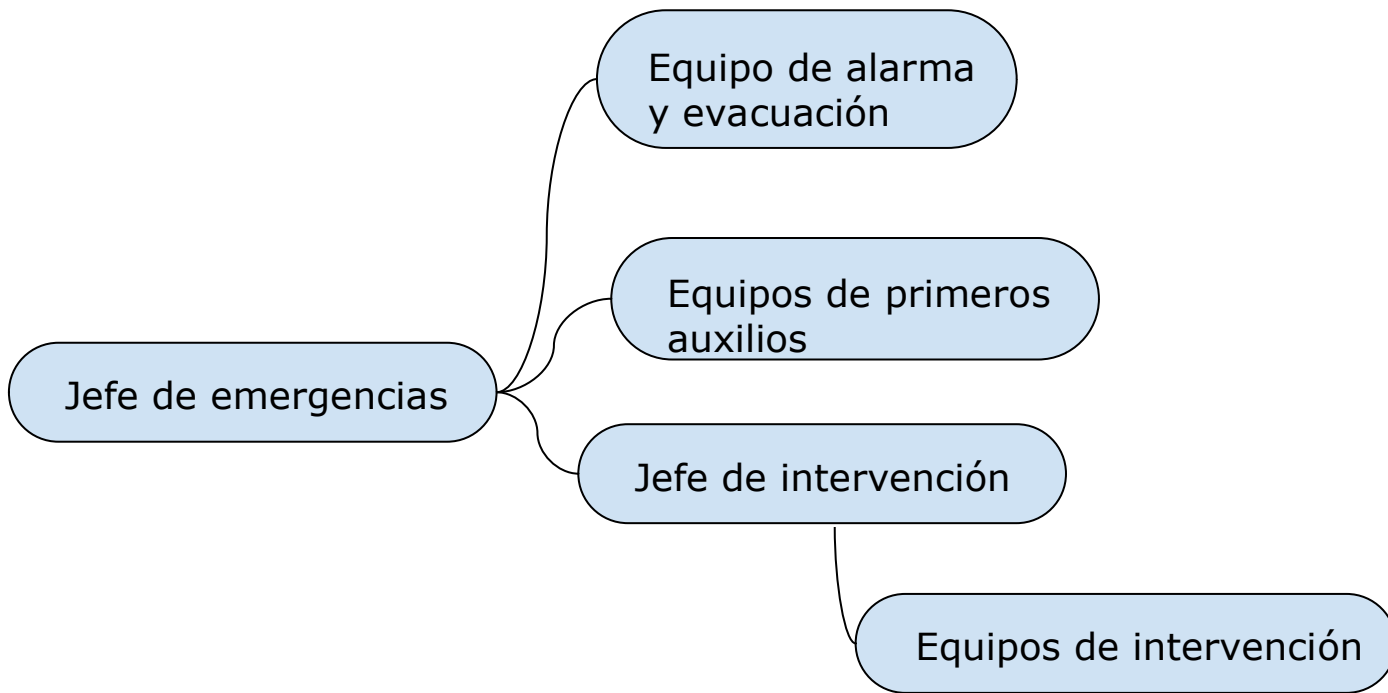 Equipo de alarma
y evacuación
Equipos de primeros
auxilios
Jefe de emergencias
Jefe de intervención
Equipos de intervención